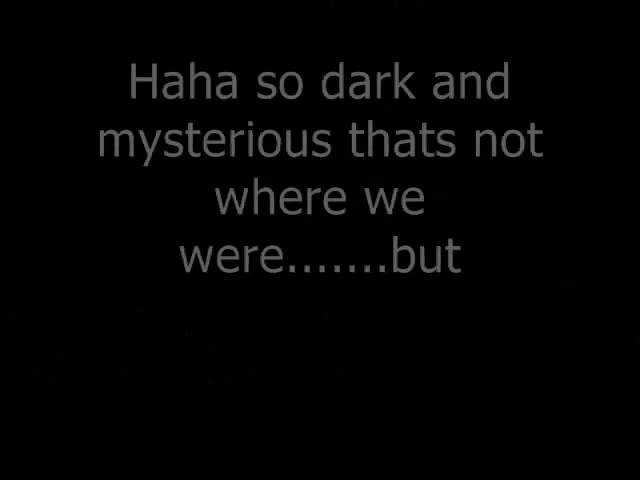 Haha so dark and
mysterious thats not
where we
were.......but